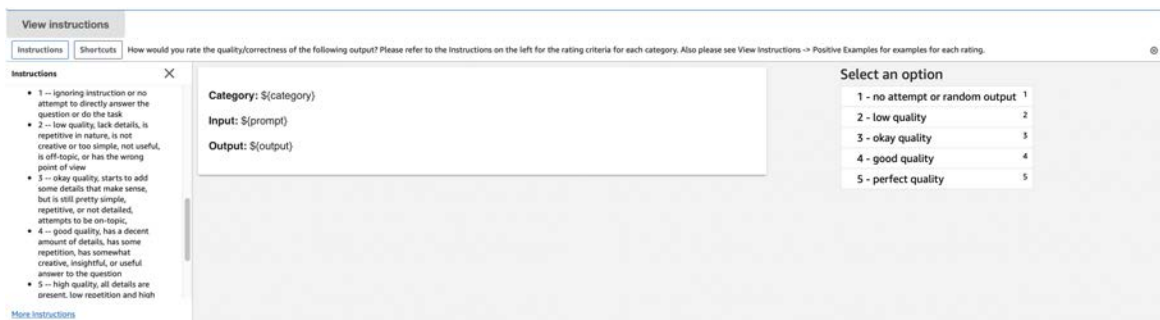 View instructions
Instructions
Shortcuts
How would you rate the quality/correctness of the following output? Please refer to the Instructions on the left for the rating criteria for each category. Also please see View Instructions -> Positive Examples for examples for each rating.
Instructions
• 1 -- ignoring instruction or no
attempt to directly answer the
question or do the task
• 2 -- low quality, lack details, is
repetitive in nature, is not
creative or too simple, not useful,
is off-topic, or has the wrong
point of view
• 3 -- okay quality, starts to add
some details that make sense,
but is still pretty simple,
repetitive, or not detailed,
attempts to be on-topic,
• 4 -- good quality, has a decent
amount of details, has some
repetition, has somewhat
creative, insightful, or useful
answer to the question
• 5 -- high quality, all details are
present, low repetition and high
More Instructions
Category: ${category}
Input: ${prompt}
Output: ${output}
Select an option
1 - no attempt or random output 1
2 - low quality 2
3 - okay quality 3
4 - good quality 4
5 - perfect quality 5